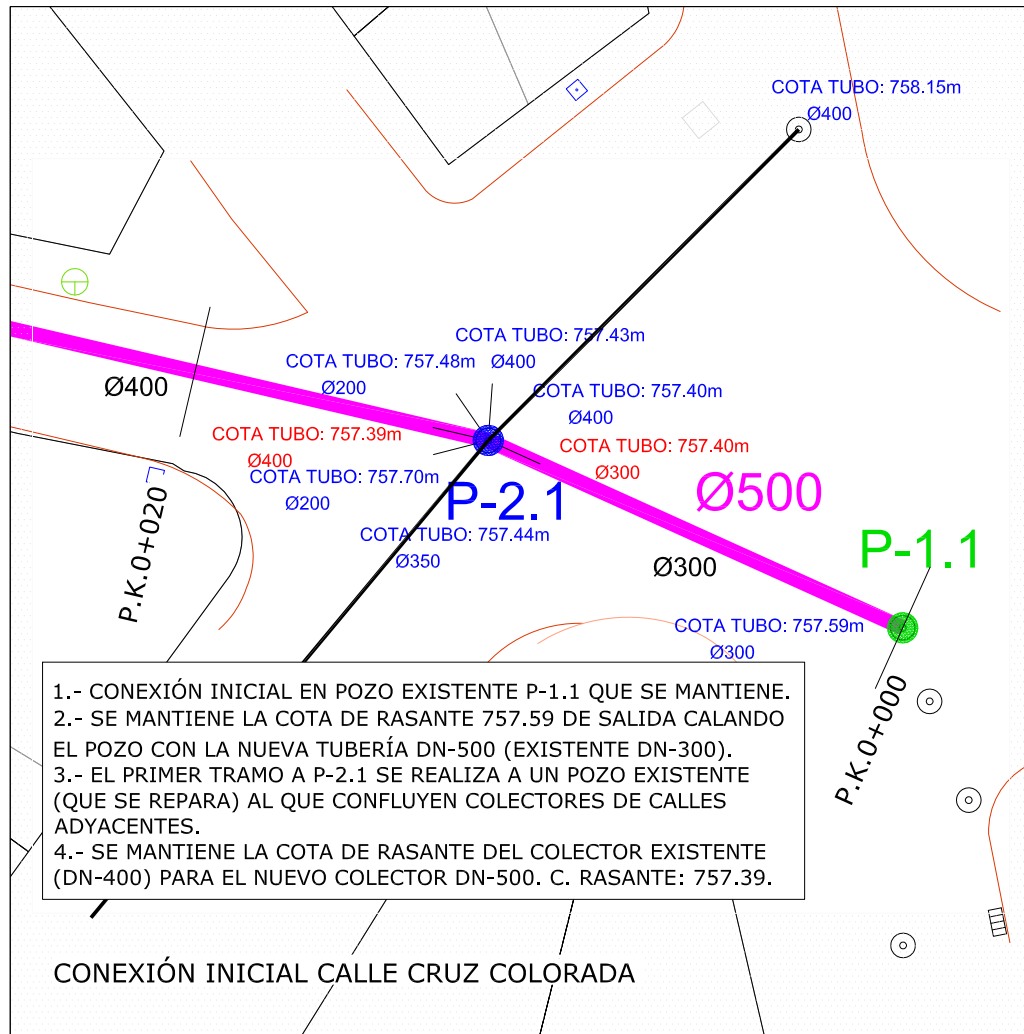 COTA TUBO: 758.15m
Ø400
COTA TUBO: 757.43m
Ø400
COTA TUBO: 757.48m
Ø200
Ø400
COTA TUBO: 757.40m
Ø400
COTA TUBO: 757.39m
Ø400
COTA TUBO: 757.40m
Ø300
COTA TUBO: 757.70m
Ø200
P-2.1
Ø500
COTA TUBO: 757.44m
Ø350
P-1.1
Ø300
P.K.0+020
COTA TUBO: 757.59m
Ø300
P.K.0+000
1.- CONEXIÓN INICIAL EN POZO EXISTENTE P-1.1 QUE SE MANTIENE.
2.- SE MANTIENE LA COTA DE RASANTE 757.59 DE SALIDA CALANDO
EL POZO CON LA NUEVA TUBERÍA DN-500 (EXISTENTE DN-300).
3.- EL PRIMER TRAMO A P-2.1 SE REALIZA A UN POZO EXISTENTE
(QUE SE REPARA) AL QUE CONFLUYEN COLECTORES DE CALLES
ADYACENTES.
4.- SE MANTIENE LA COTA DE RASANTE DEL COLECTOR EXISTENTE
(DN-400) PARA EL NUEVO COLECTOR DN-500. C. RASANTE: 757.39.
CONEXIÓN INICIAL CALLE CRUZ COLORADA